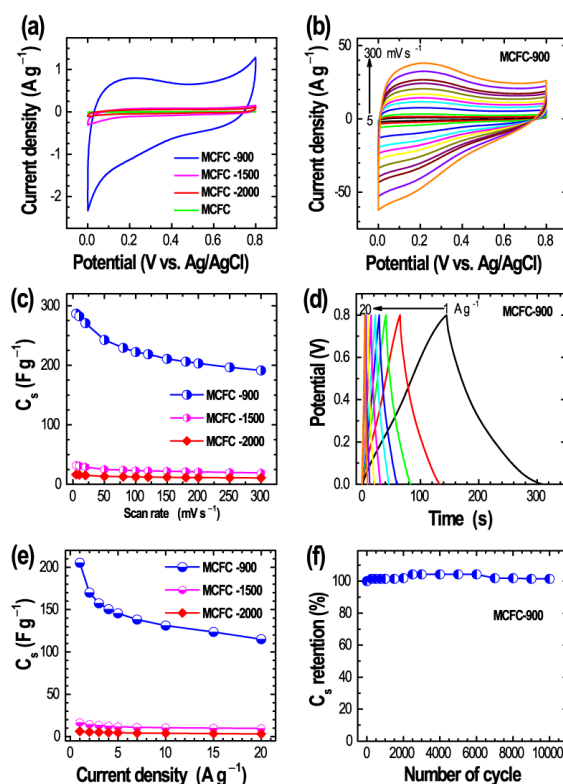 (a)
Current density (A g⁻¹)
1
0
-1
-2
MCFC -900
MCFC -1500
MCFC -2000
MCFC
0.0 0.2 0.4 0.6 0.8
Potential (V vs. Ag/AgCl)
(b)
Current density (A g⁻¹)
50
0
-50
300 mV s⁻¹
5
MCFC-900
0.0 0.2 0.4 0.6 0.8
Potential (V vs. Ag/AgCl)
(c)
Cs (F g⁻¹)
300
200
100
0
MCFC -900
MCFC -1500
MCFC -2000
0 50 100 150 200 250 300
Scan rate (mV s⁻¹)
(d)
Potential (V)
0.8
0.6
0.4
0.2
0.0
20 1 A g⁻¹
MCFC-900
0 100 200 300
Time (s)
(e)
Cs (F g⁻¹)
200
150
100
50
0
MCFC -900
MCFC -1500
MCFC -2000
0 5 10 15 20
Current density (A g⁻¹)
(f)
Cs retention (%)
100
80
60
40
20
0
MCFC-900
0 2000 4000 6000 8000 10000
Number of cycle